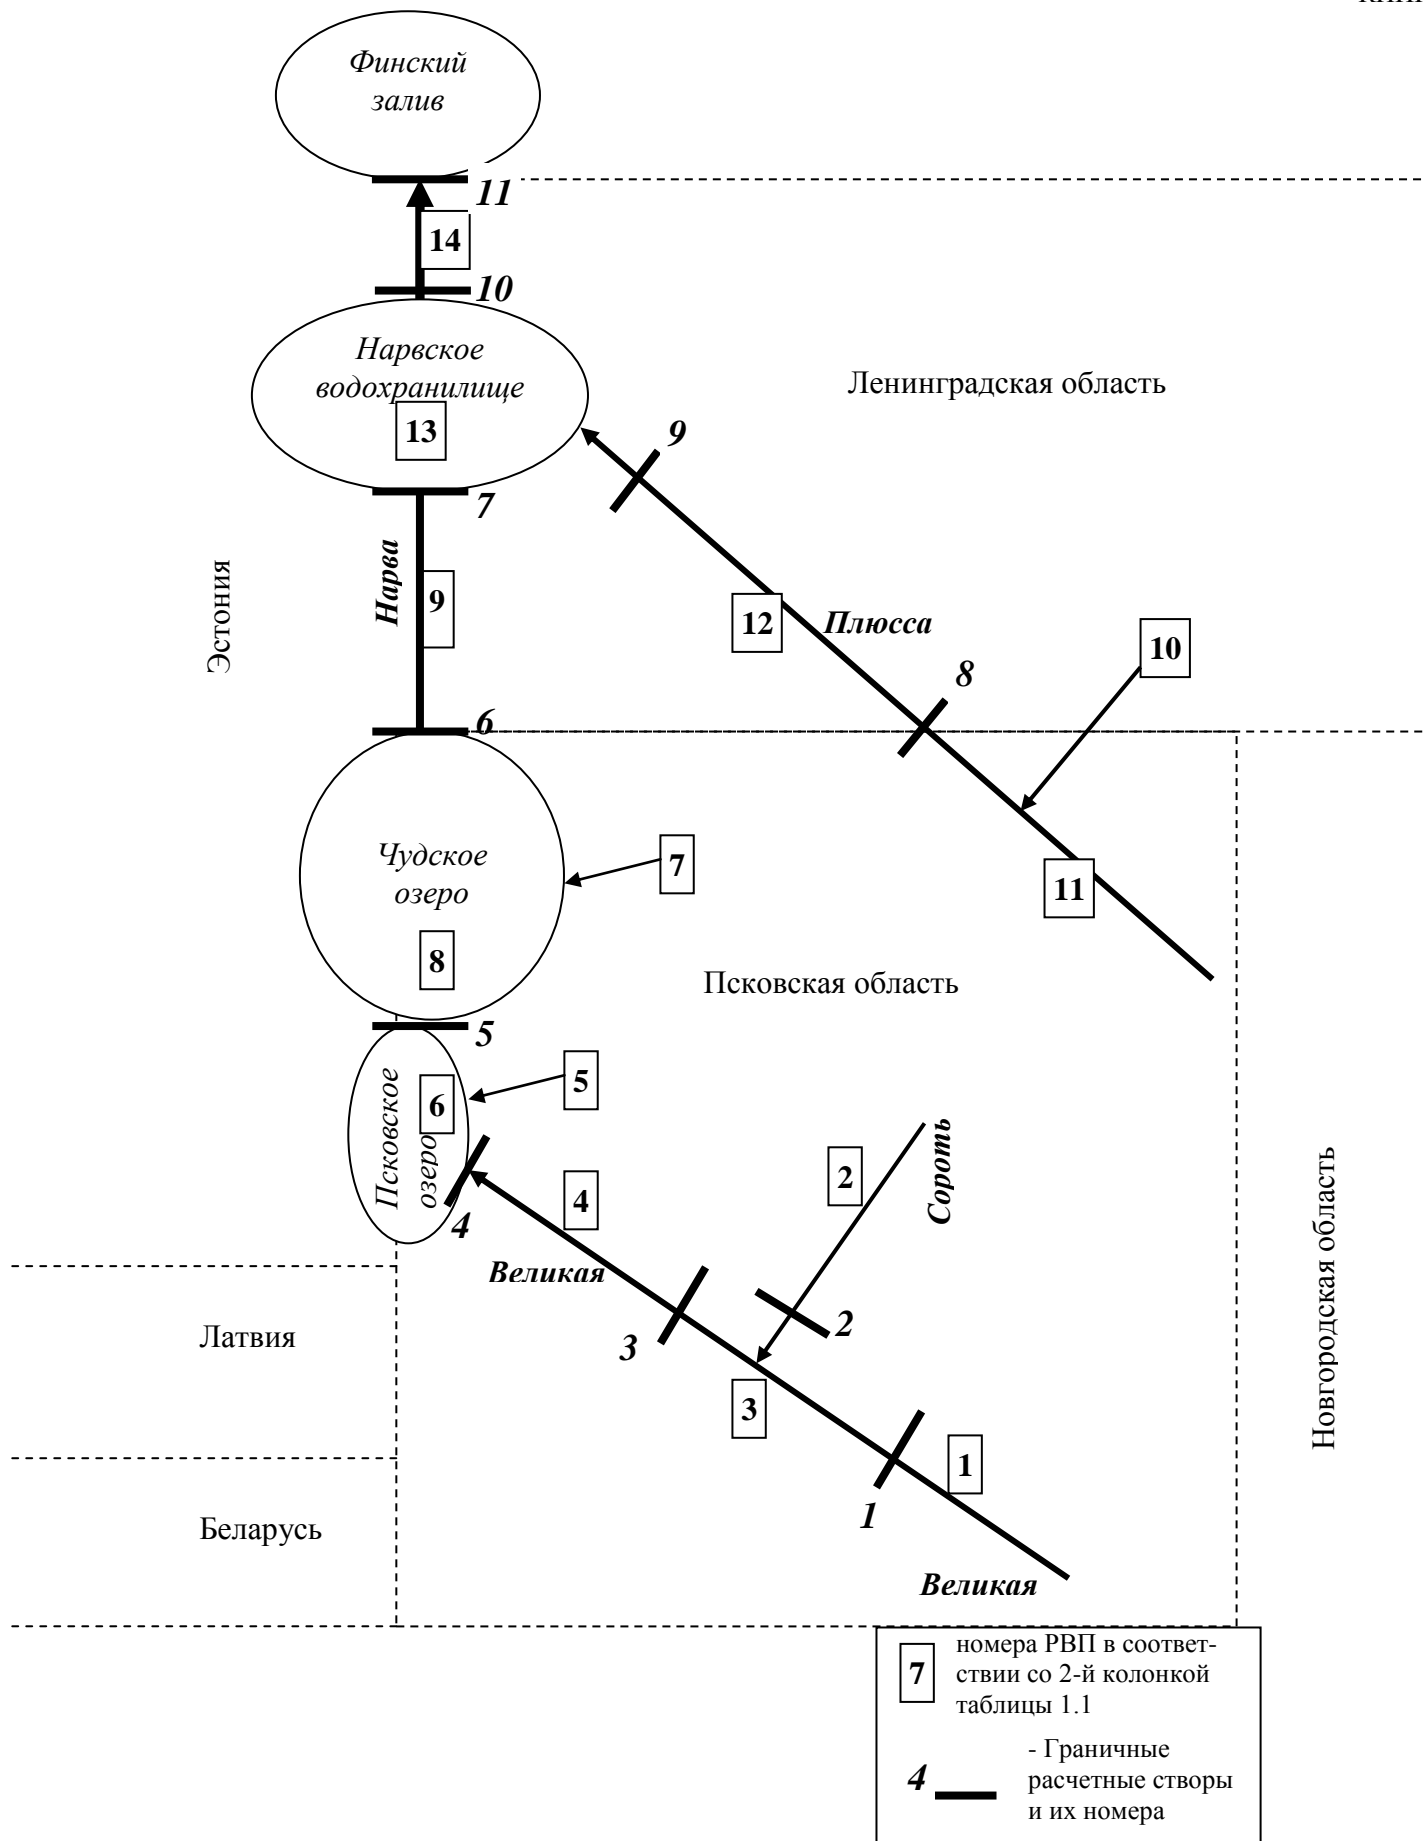 Финский
залив
11
14
10
Нарвское
водохранилище
13
Ленинградская область
9
7
Нарва
9
Эстония
12
Плюсса
10
8
6
Чудское
озеро
7
11
8
Псковская область
5
Псковское
озеро
6
5
4
4
Великая
2
Сороть
2
3
3
Латвия
Новгородская область
1
1
Беларусь
Великая
7
номера РВП в соответ-
ствии со 2-й колонкой
таблицы 1.1
4
- Граничные
расчетные створы
и их номера